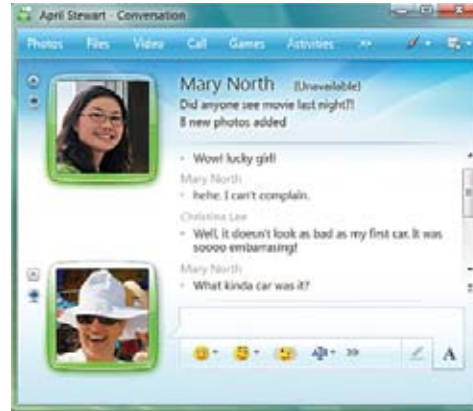 April Stewart - Conversation
Photos Files Video Call Games Activities >>
Mary North (Unavailable)
Did anyone see movie last night?!
8 new photos added
• Wow! lucky girl!
Mary North
• hehe. I can't complain.
Christina Lee
• Well, it doesn't look as bad as my first car. It was
soooo embarrasing!
Mary North
• What kinda car was it?
A